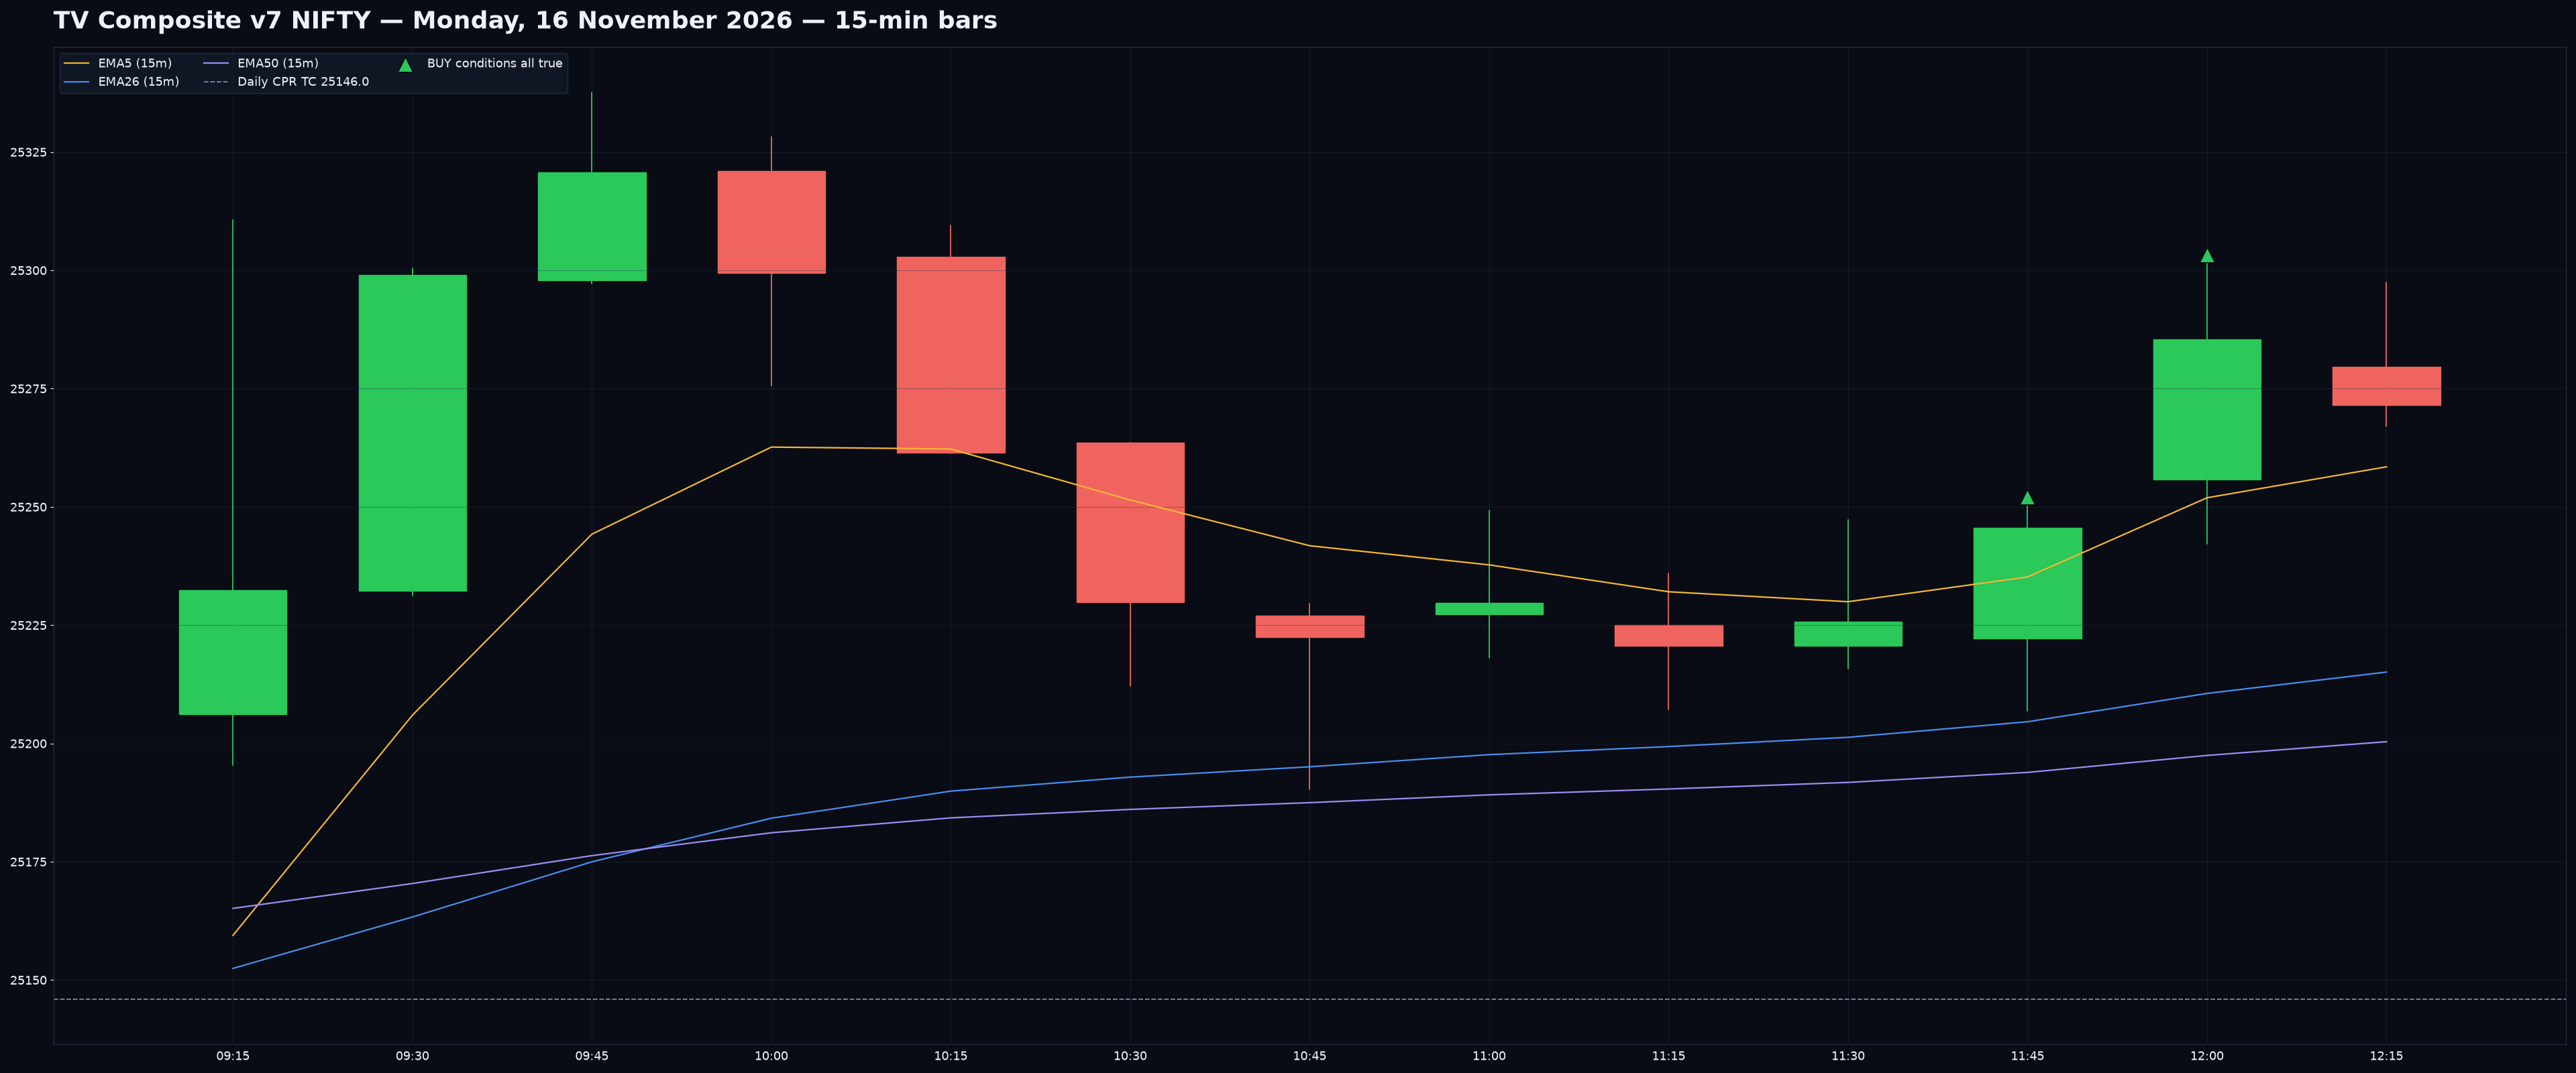 TV Composite v7 NIFTY — Monday, 16 November 2026 — 15-min bars
EMA5 (15m)
EMA26 (15m)
EMA50 (15m)
Daily CPR TC 25146.0
BUY conditions all true
25325
25300
25275
25250
25225
25200
25175
25150
09:15 09:30 09:45 10:00 10:15 10:30 10:45 11:00 11:15 11:30 11:45 12:00 12:15